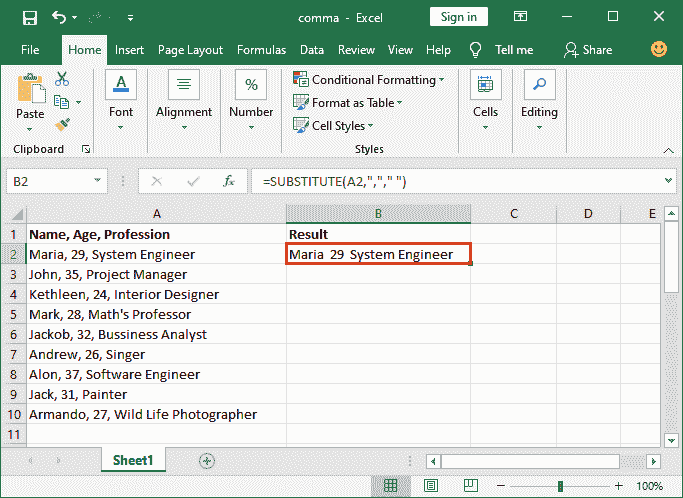 comma - Excel
Sign in
File Home Insert Page Layout Formulas Data Review View Help Tell me Share
Paste
Clipboard
Font
Alignment
Number
Conditional Formatting
Format as Table
Cell Styles
Styles
Cells
Editing
B2 fx =SUBSTITUTE(A2,","," ")
A B C D E
1 Name, Age, Profession Result
2 Maria, 29, System Engineer Maria  29  System Engineer
3 John, 35, Project Manager
4 Kethleen, 24, Interior Designer
5 Mark, 28, Math's Professor
6 Jackob, 32, Bussiness Analyst
7 Andrew, 26, Singer
8 Alon, 37, Software Engineer
9 Jack, 31, Painter
10 Armando, 27, Wild Life Photographer
11
Sheet1
100%